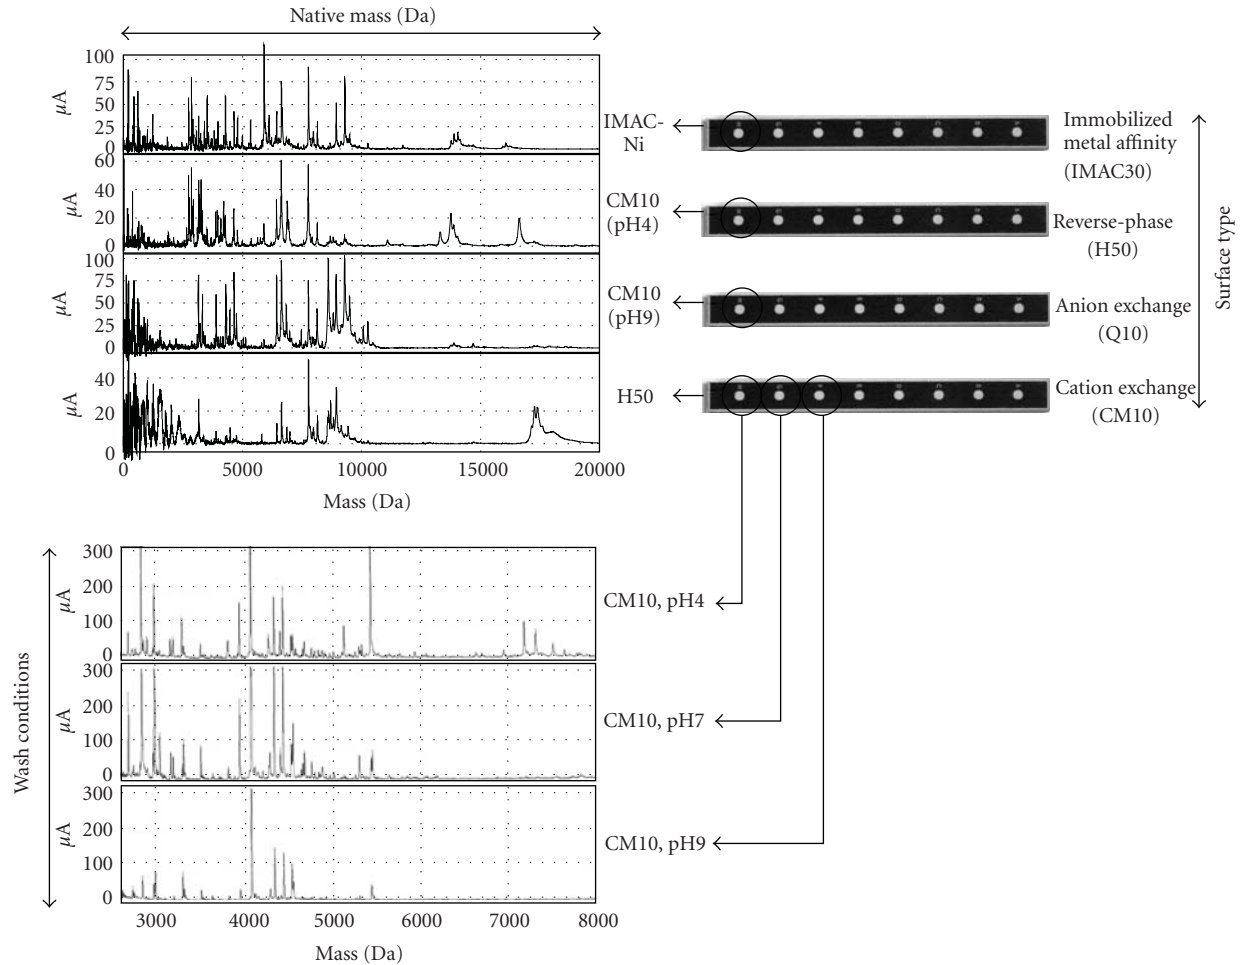 Native mass (Da)
100
75
50
25
0
μA
60
40
20
0
μA
100
75
50
25
0
μA
40
20
0
μA
0 5000 10000 15000 20000
Mass (Da)
IMAC-
Ni
CM10
(pH4)
CM10
(pH9)
H50
Immobilized
metal affinity
(IMAC30)
Reverse-phase
(H50)
Anion exchange
(Q10)
Cation exchange
(CM10)
Surface type
Wash conditions
300
200
100
0
μA
CM10, pH4
300
200
100
0
μA
CM10, pH7
300
200
100
0
μA
CM10, pH9
3000 4000 5000 6000 7000 8000
Mass (Da)